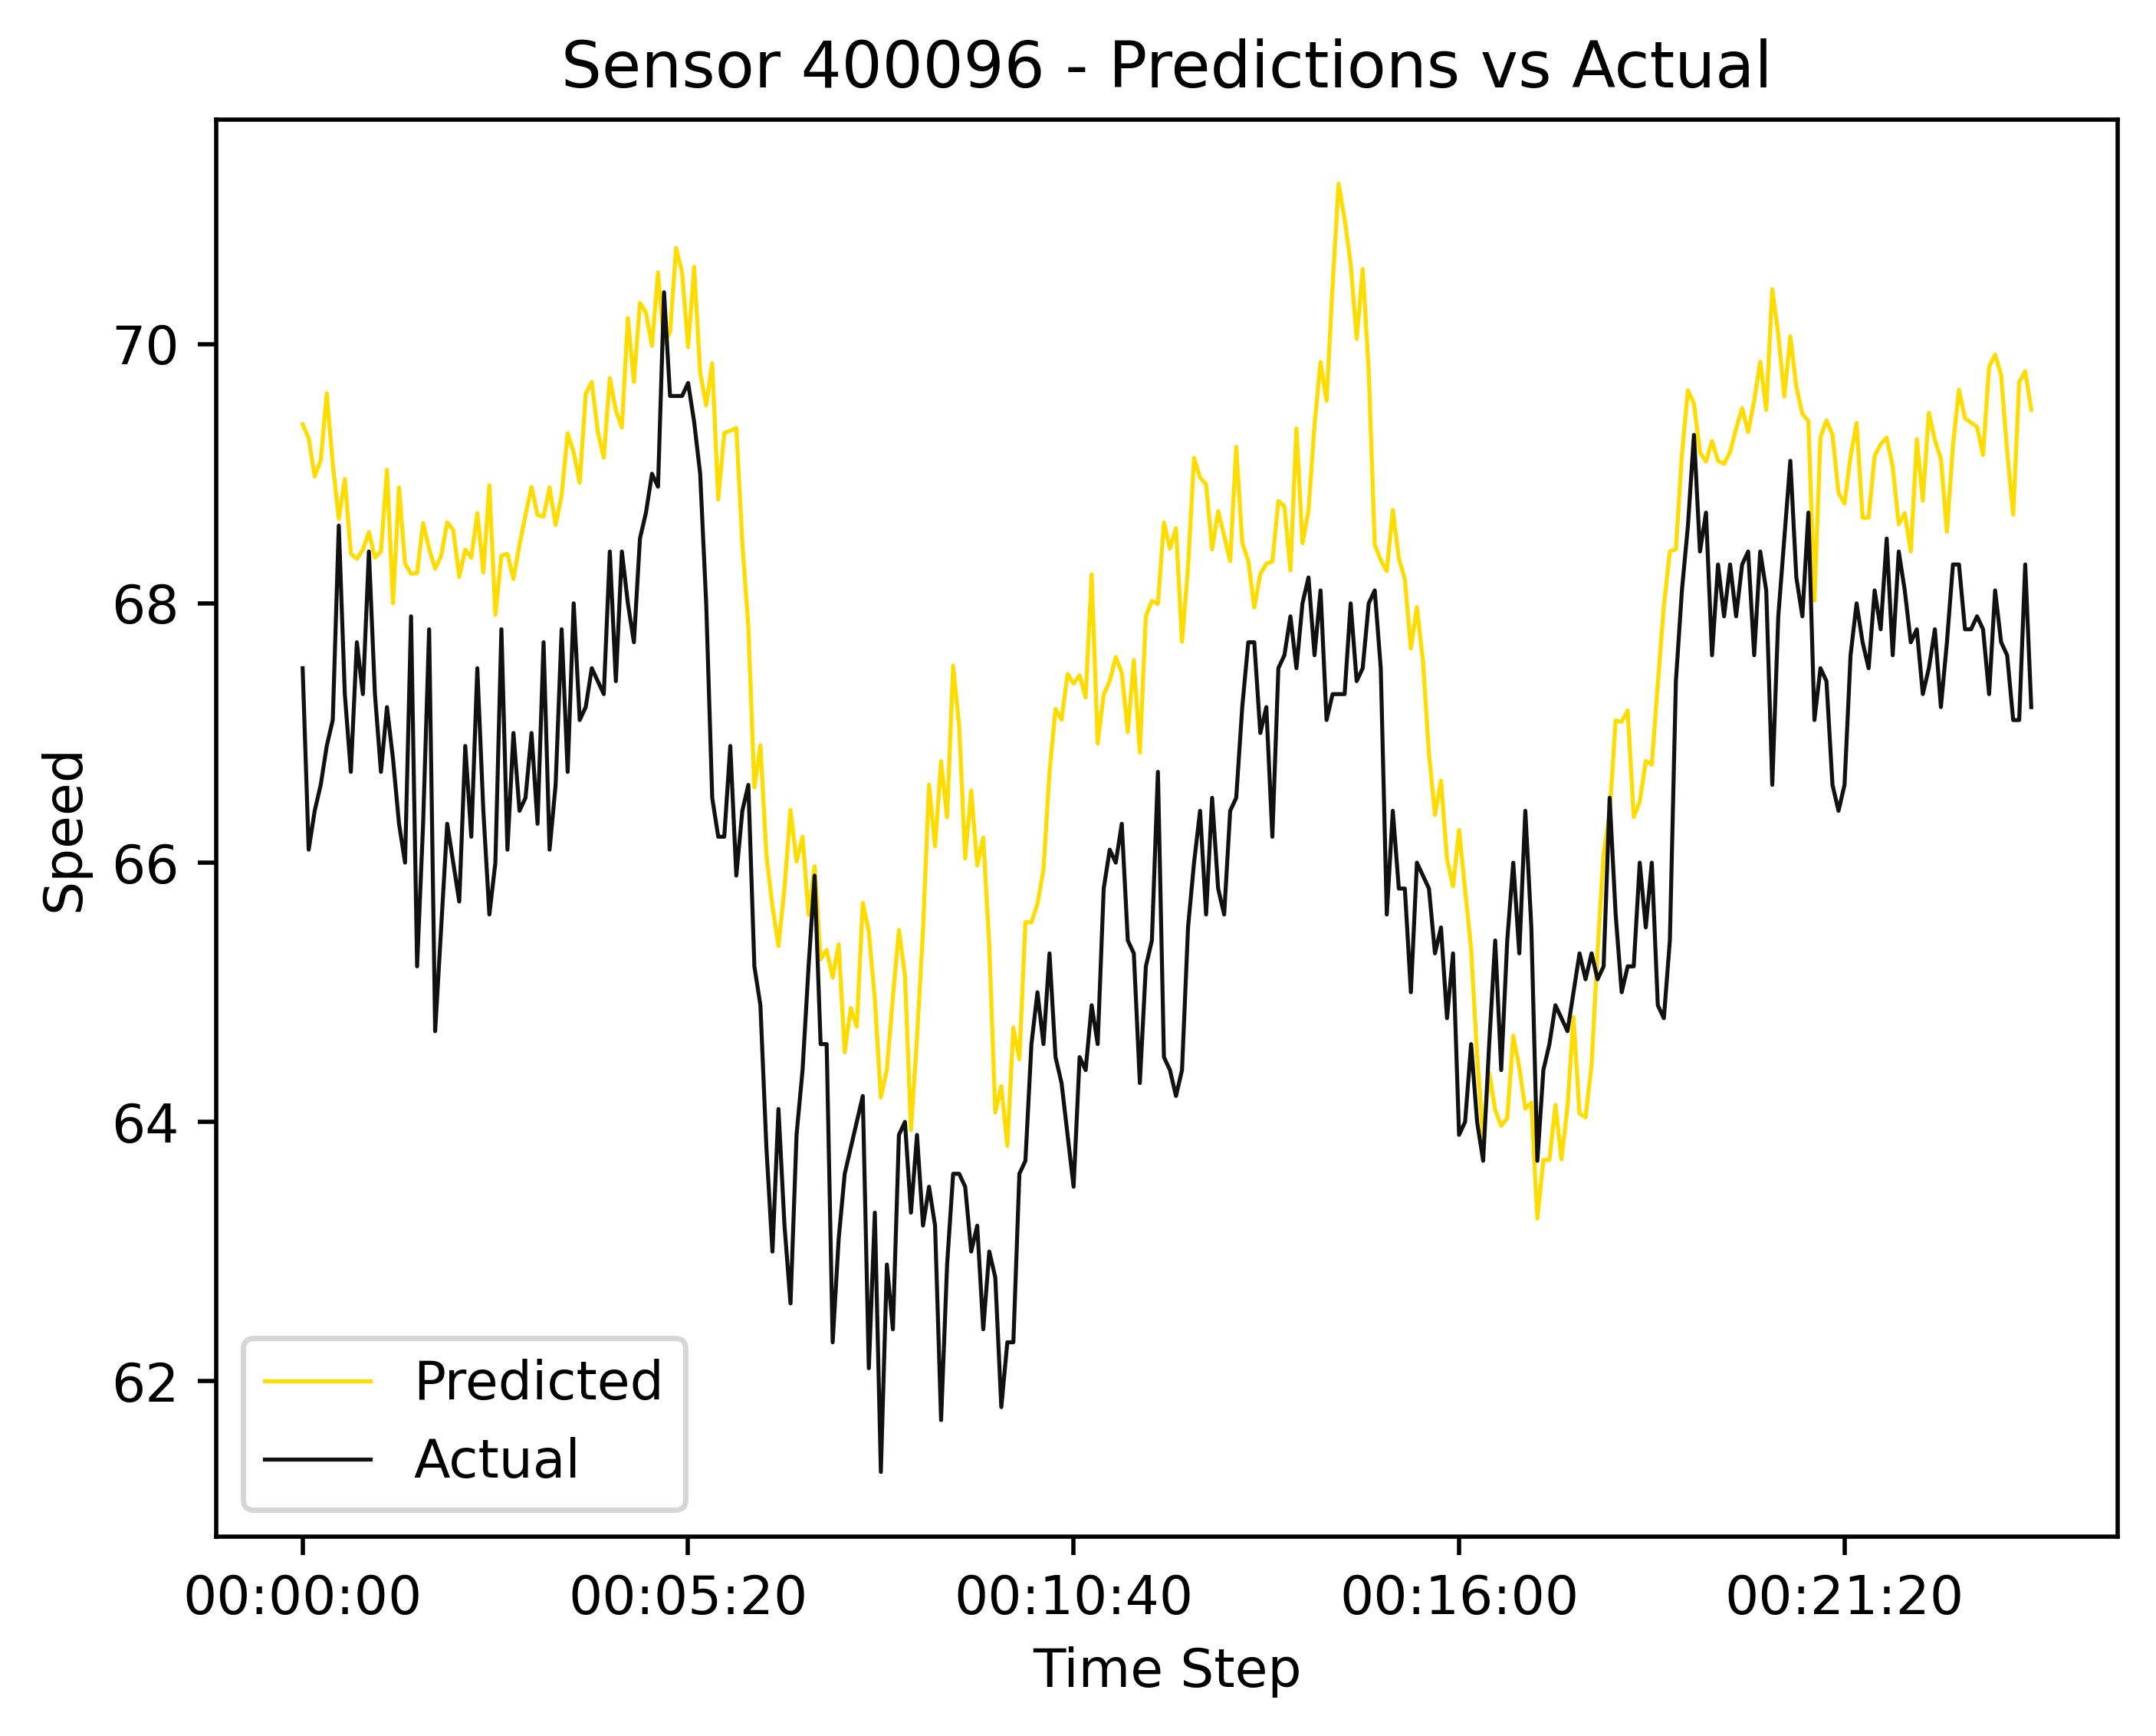 Sensor 400096 - Predictions vs Actual
70
68
66
64
62
Speed
Predicted
Actual
00:00:00
00:05:20
00:10:40
00:16:00
00:21:20
Time Step